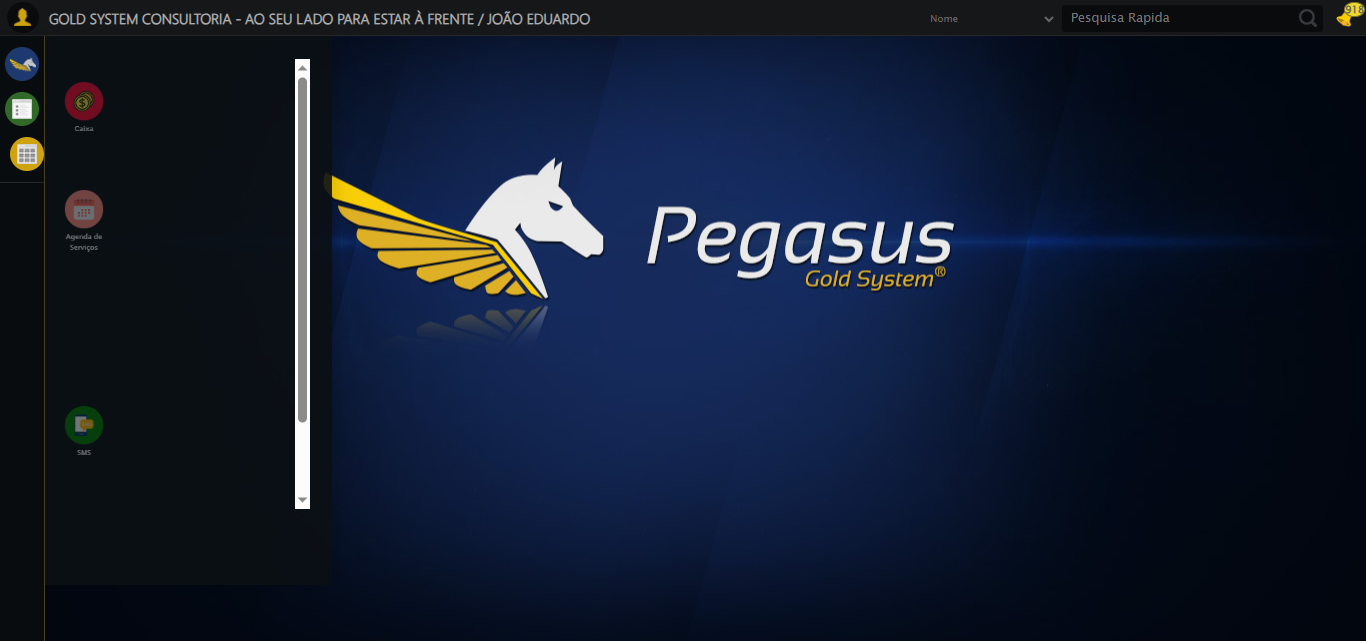 GOLD SYSTEM CONSULTORIA - AO SEU LADO PARA ESTAR À FRENTE / JOÃO EDUARDO
Nome
Pesquisa Rapida
918
Caixa
Agenda de
Serviços
SMS
Pegasus
Gold System®